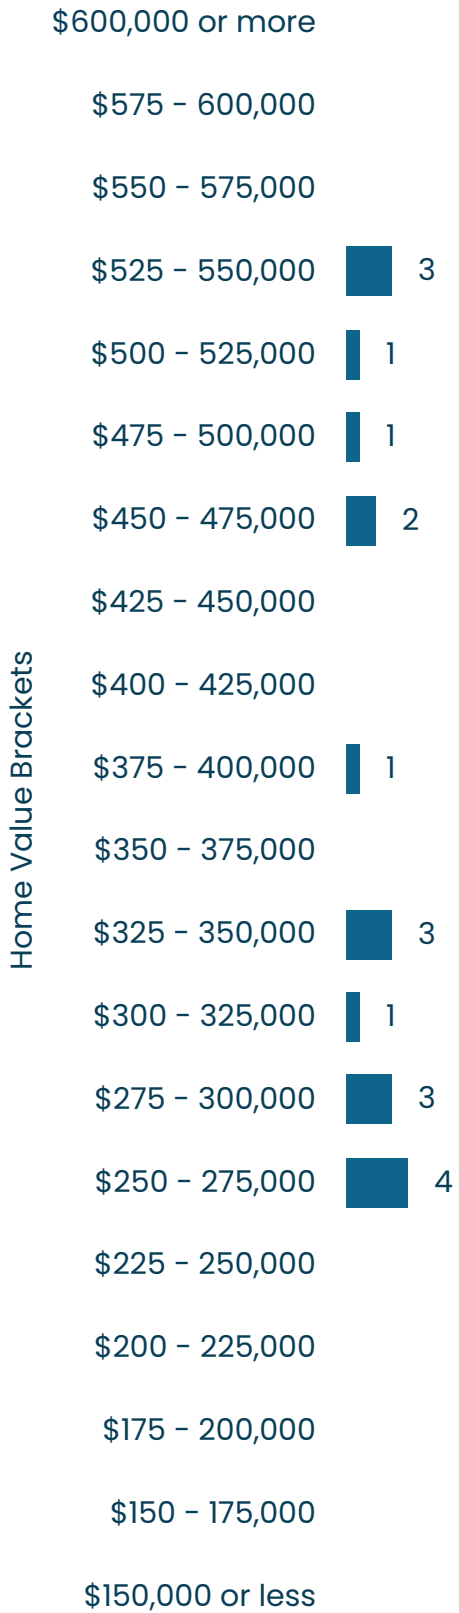 $600,000 or more
$575 - 600,000
$550 - 575,000
$525 - 550,000 3
$500 - 525,000 1
$475 - 500,000 1
$450 - 475,000 2
$425 - 450,000
$400 - 425,000
$375 - 400,000 1
$350 - 375,000
$325 - 350,000 3
$300 - 325,000 1
$275 - 300,000 3
$250 - 275,000 4
$225 - 250,000
$200 - 225,000
$175 - 200,000
$150 - 175,000
$150,000 or less
Home Value Brackets